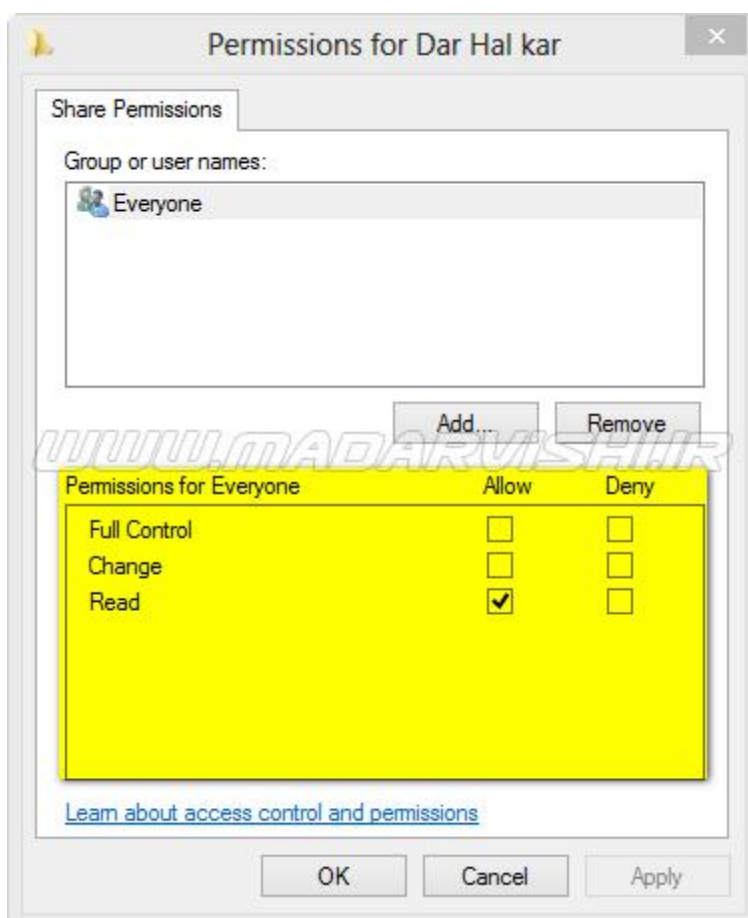 Permissions for Dar Hal kar
Share Permissions
Group or user names:
Everyone
Add... Remove
WWW.MADARVISHI.IR
Permissions for Everyone Allow Deny
Full Control
Change
Read
Learn about access control and permissions
OK Cancel Apply